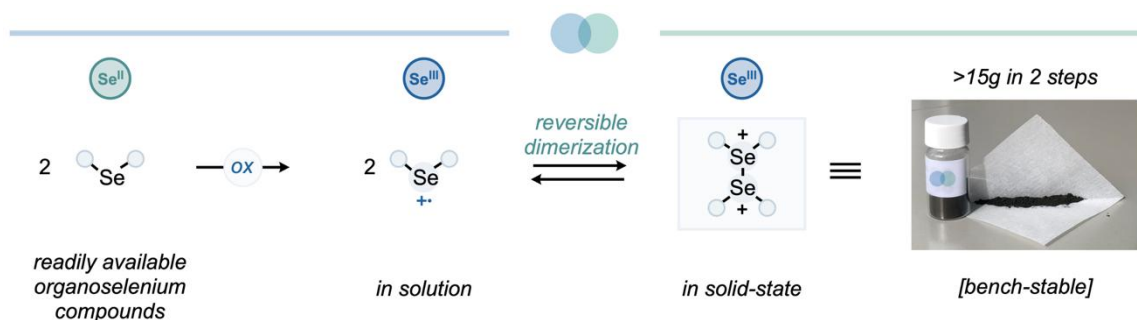 Se^II
Se^III
Se^III
>15g in 2 steps
reversible
dimerization
2
Se
OX
2
Se
+•
+
Se
Se
+
≡
readily available
organoselenium
compounds
in solution
in solid-state
[bench-stable]